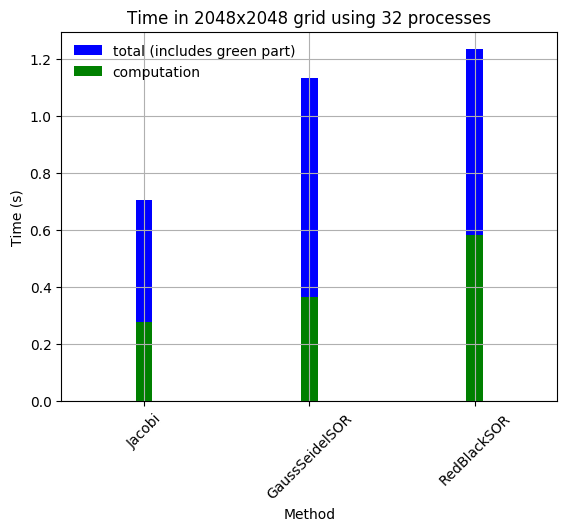 Time in 2048x2048 grid using 32 processes
total (includes green part)
computation
1.2
1.0
0.8
0.6
0.4
0.2
0.0
Time (s)
Jacobi
GaussSeidelSOR
RedBlackSOR
Method